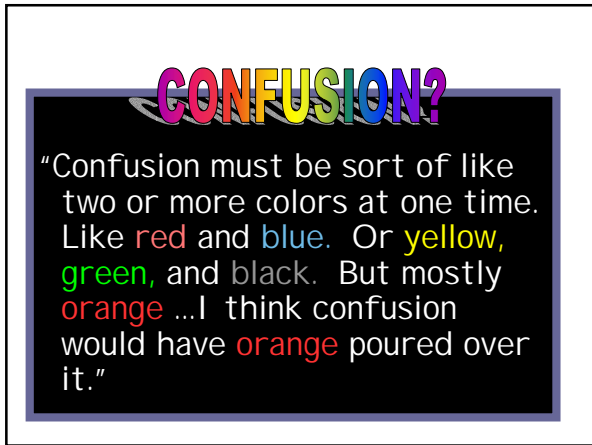 CONFUSION?
"Confusion must be sort of like
two or more colors at one time.
Like red and blue. Or yellow,
green, and black. But mostly
orange ...I think confusion
would have orange poured over
it."